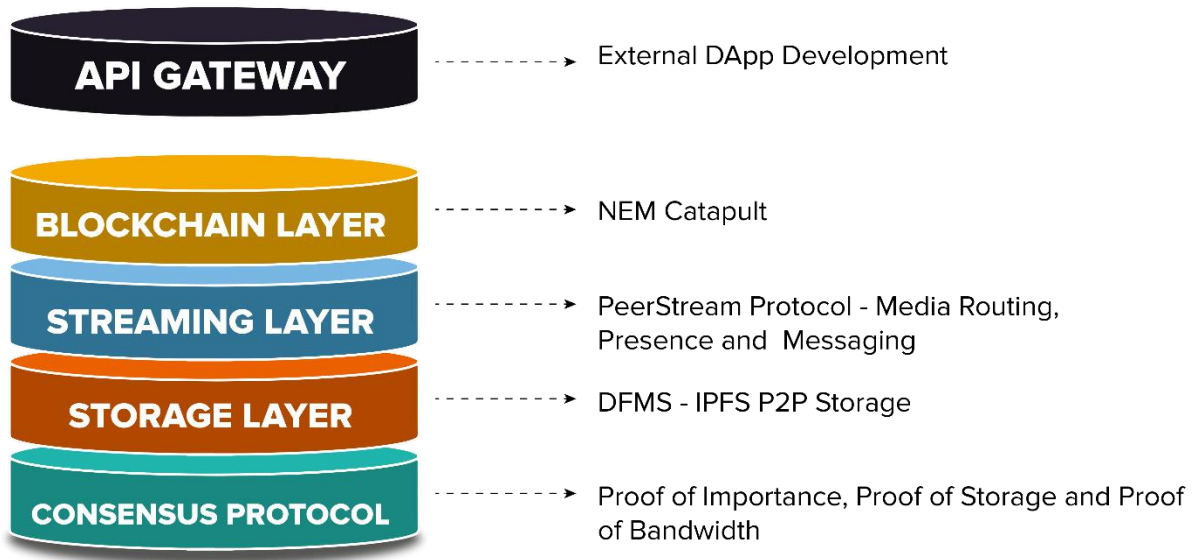 API GATEWAY
External DApp Development
BLOCKCHAIN LAYER
NEM Catapult
STREAMING LAYER
PeerStream Protocol - Media Routing,
Presence and Messaging
STORAGE LAYER
DFMS - IPFS P2P Storage
CONSENSUS PROTOCOL
Proof of Importance, Proof of Storage and Proof
of Bandwidth